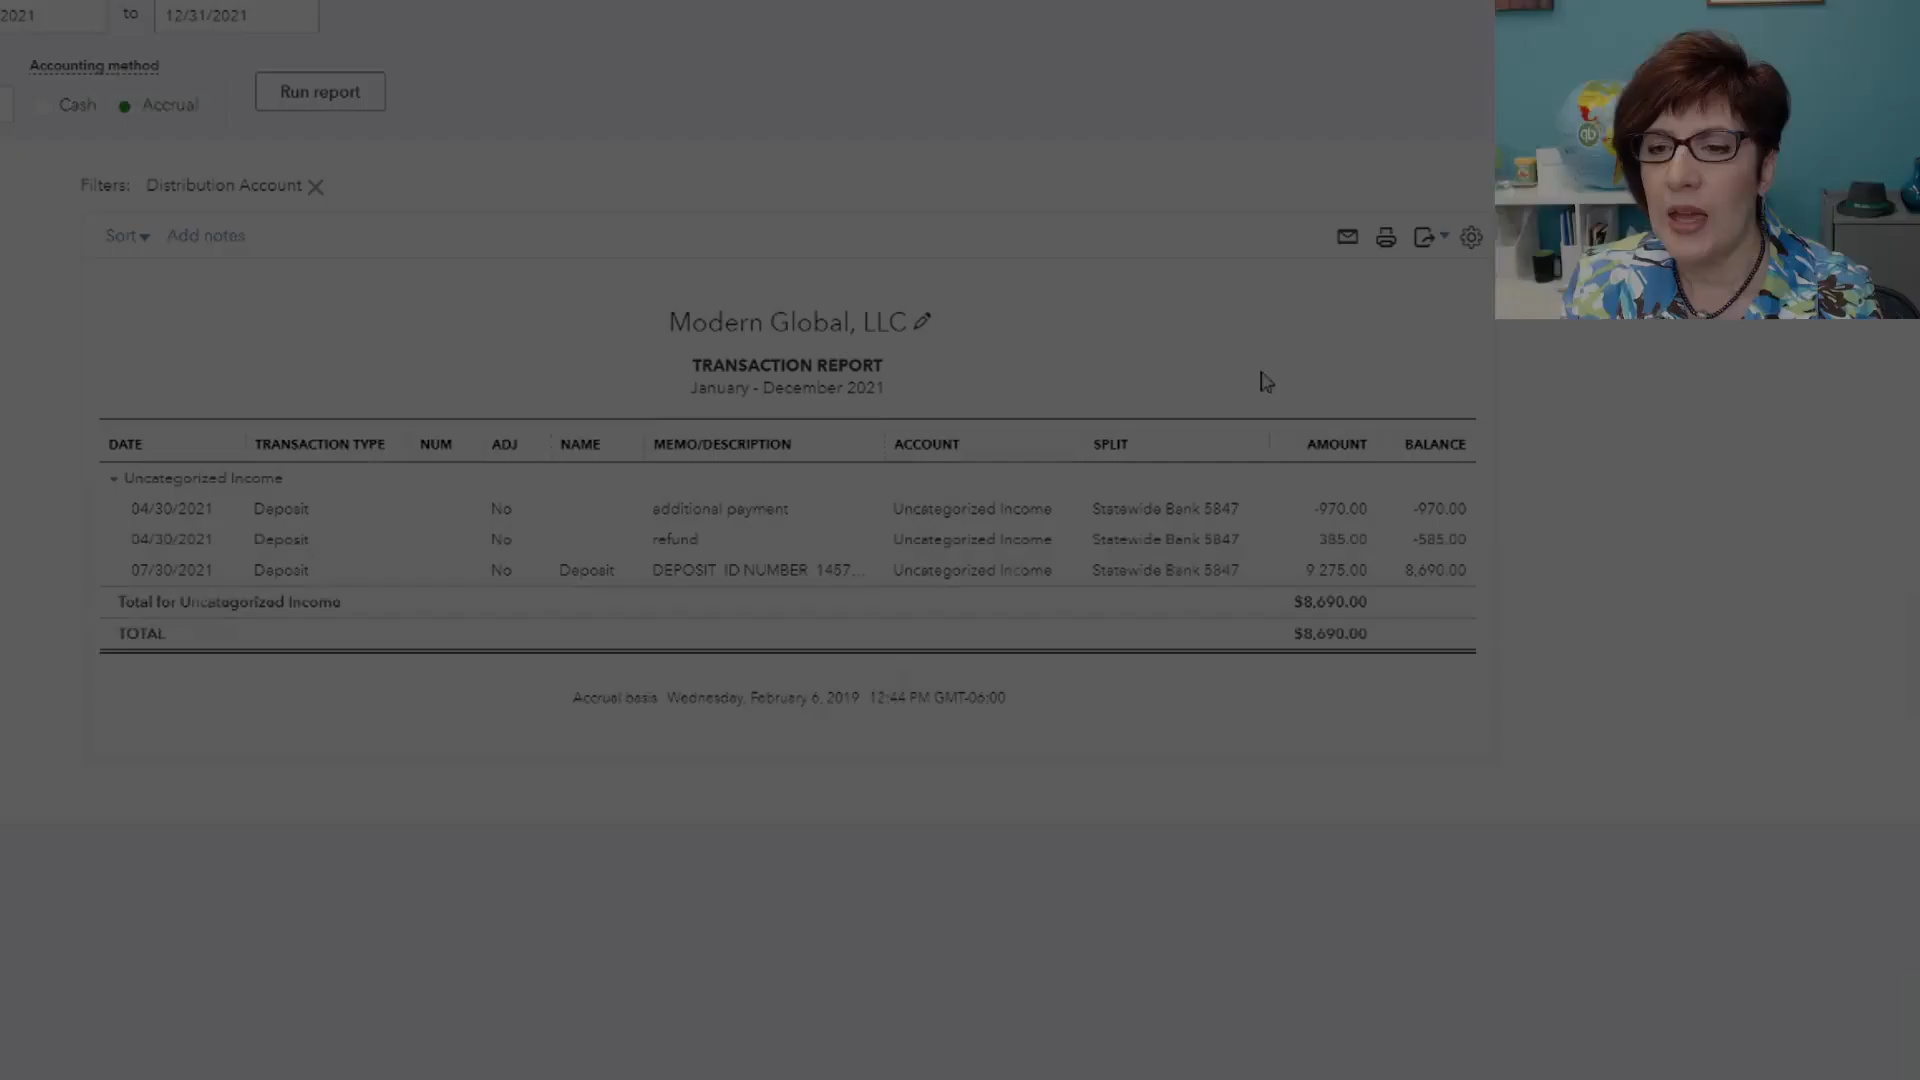 2021 to 12/31/2021
Accounting method
Cash Accrual Run report
Filters: Distribution Account
Sort Add notes
Modern Global, LLC
TRANSACTION REPORT
January - December 2021
DATE TRANSACTION TYPE NUM ADJ NAME MEMO/DESCRIPTION ACCOUNT SPLIT AMOUNT BALANCE
Uncategorized Income
04/30/2021 Deposit No additional payment Uncategorized Income Statewide Bank 5847 -970.00 -970.00
04/30/2021 Deposit No refund Uncategorized Income Statewide Bank 5847 385.00 -585.00
07/30/2021 Deposit No Deposit DEPOSIT ID NUMBER 1457... Uncategorized Income Statewide Bank 5847 9,275.00 8,690.00
Total for Uncategorized Income $8,690.00
TOTAL $8,690.00
Accrual basis Wednesday, February 6, 2019 12:44 PM GMT-06:00
qb